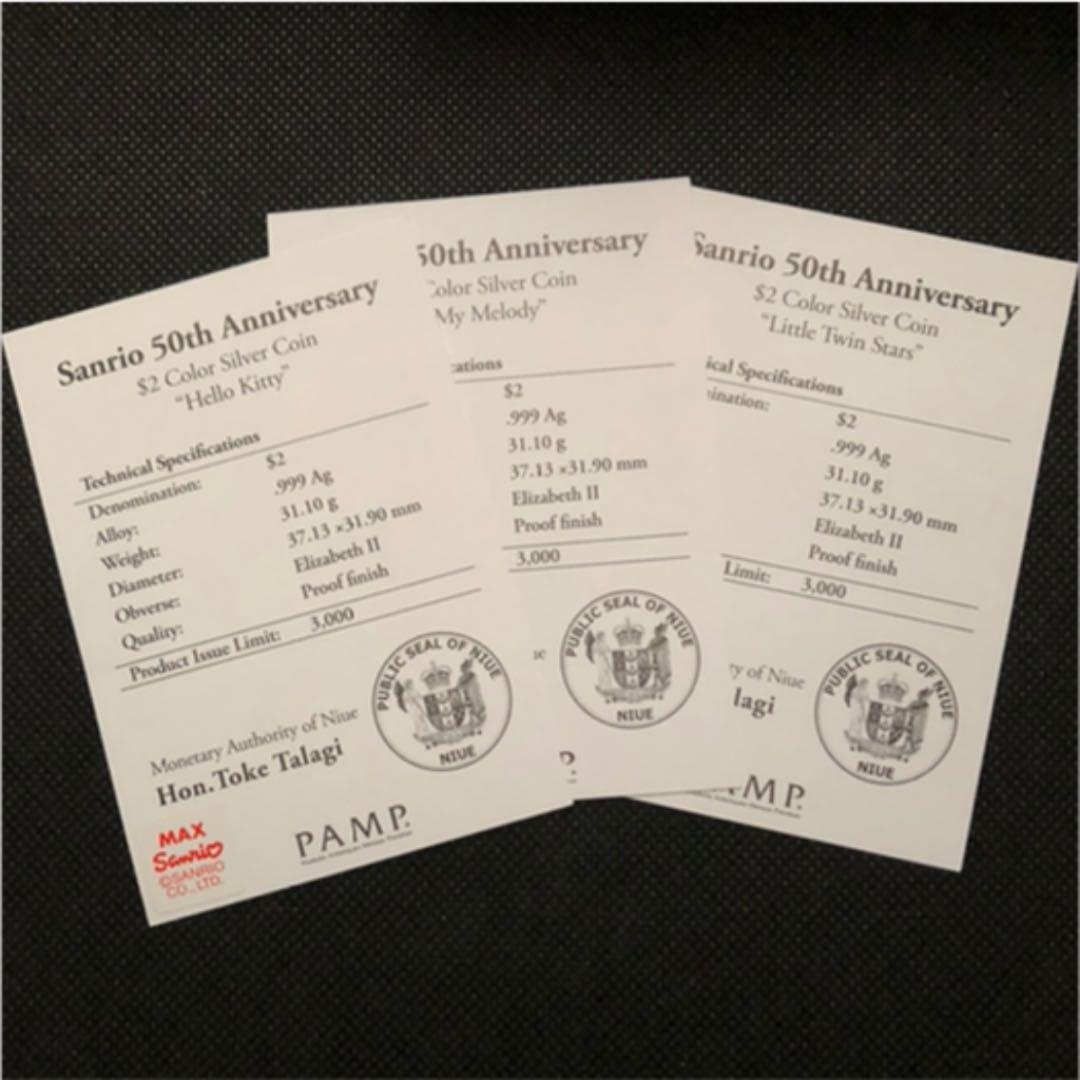 Sanrio 50th Anniversary
$2 Color Silver Coin
"Hello Kitty"
Technical Specifications
Denomination: $2
Alloy: .999 Ag
Weight: 31.10 g
Diameter: 37.13 ×31.90 mm
Obverse: Elizabeth II
Quality: Proof finish
Product Issue Limit: 3,000
PUBLIC SEAL OF NIUE
NIUE
Monetary Authority of Niue
Hon.Toke Talagi
MAX
Sanrio
©SANRIO
CO.,LTD.
PAMP.
50th Anniversary
Color Silver Coin
My Melody"
cations
$2
.999 Ag
31.10 g
37.13 ×31.90 mm
Elizabeth II
Proof finish
3,000
PUBLIC SEAL OF NIUE
NIUE
Sanrio 50th Anniversary
$2 Color Silver Coin
"Little Twin Stars"
ical Specifications
ination: $2
.999 Ag
31.10 g
37.13 ×31.90 mm
Elizabeth II
Proof finish
Limit: 3,000
PUBLIC SEAL OF NIUE
NIUE
ty of Niue
lagi
MP.